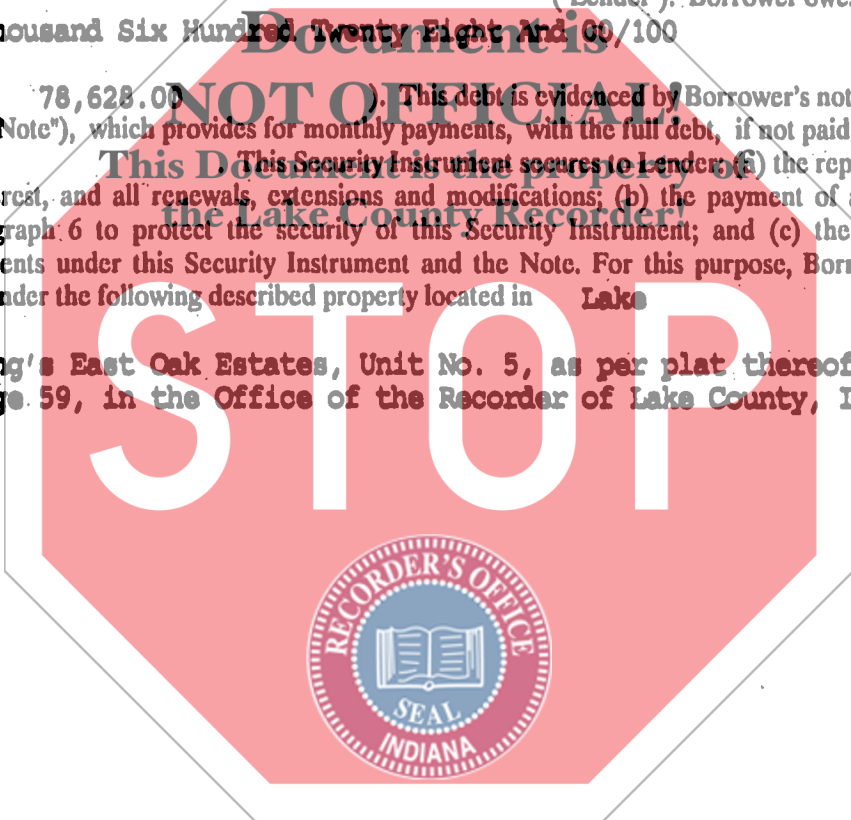 ("Lender"). Borrower owe
ousand Six Hundred Twenty Eight And 00/100
Document is
78,628.00 ). This debt is evidenced by Borrower's not
NOT OFFICIAL!
Note"), which provides for monthly payments, with the full debt, if not paid
. This Security Instrument secures to Lender: (a) the rep
This Document is the property of
rest, and all renewals, extensions and modifications; (b) the payment of a
the Lake County Recorder!
graph 6 to protect the security of this Security Instrument; and (c) the
ents under this Security Instrument and the Note. For this purpose, Borr
nder the following described property located in Lake
ng's East Oak Estates, Unit No. 5, as per plat thereof
ge 59, in the Office of the Recorder of Lake County, I
STOP
RECORDER'S OFFICE
SEAL
INDIANA